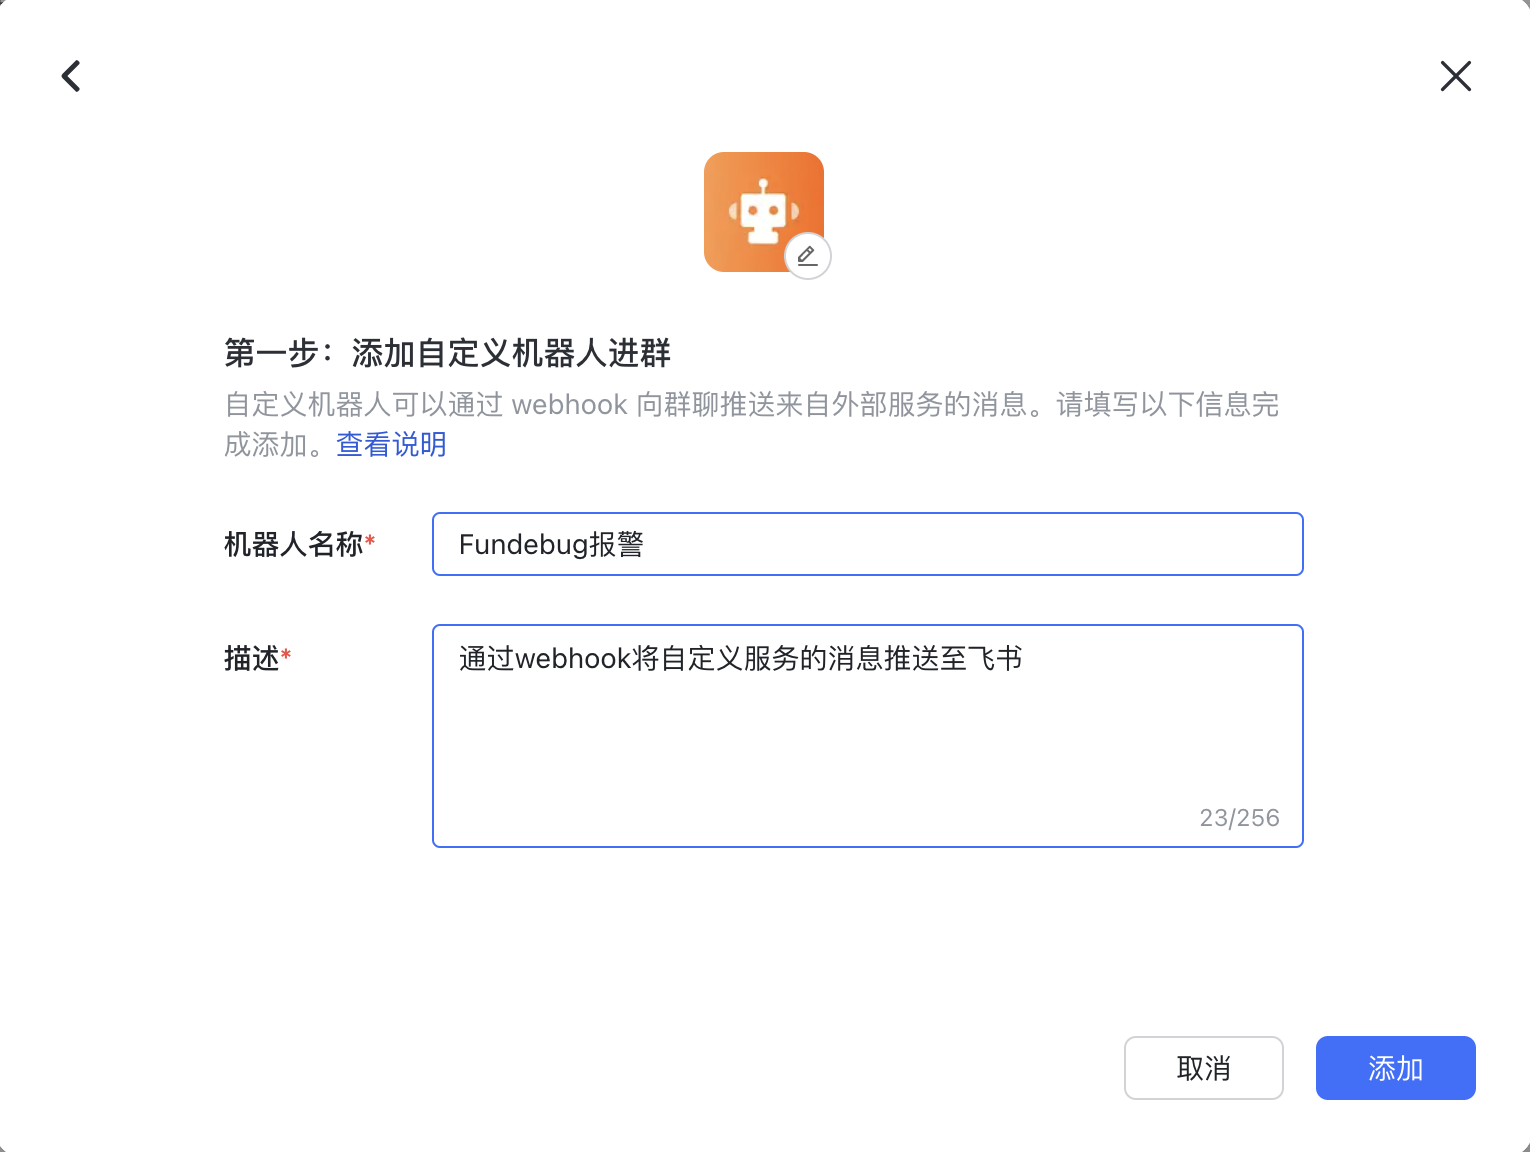 第一步：添加自定义机器人进群
自定义机器人可以通过 webhook 向群聊推送来自外部服务的消息。请填写以下信息完
成添加。查看说明
机器人名称*
Fundebug报警
描述*
通过webhook将自定义服务的消息推送至飞书
23/256
取消
添加